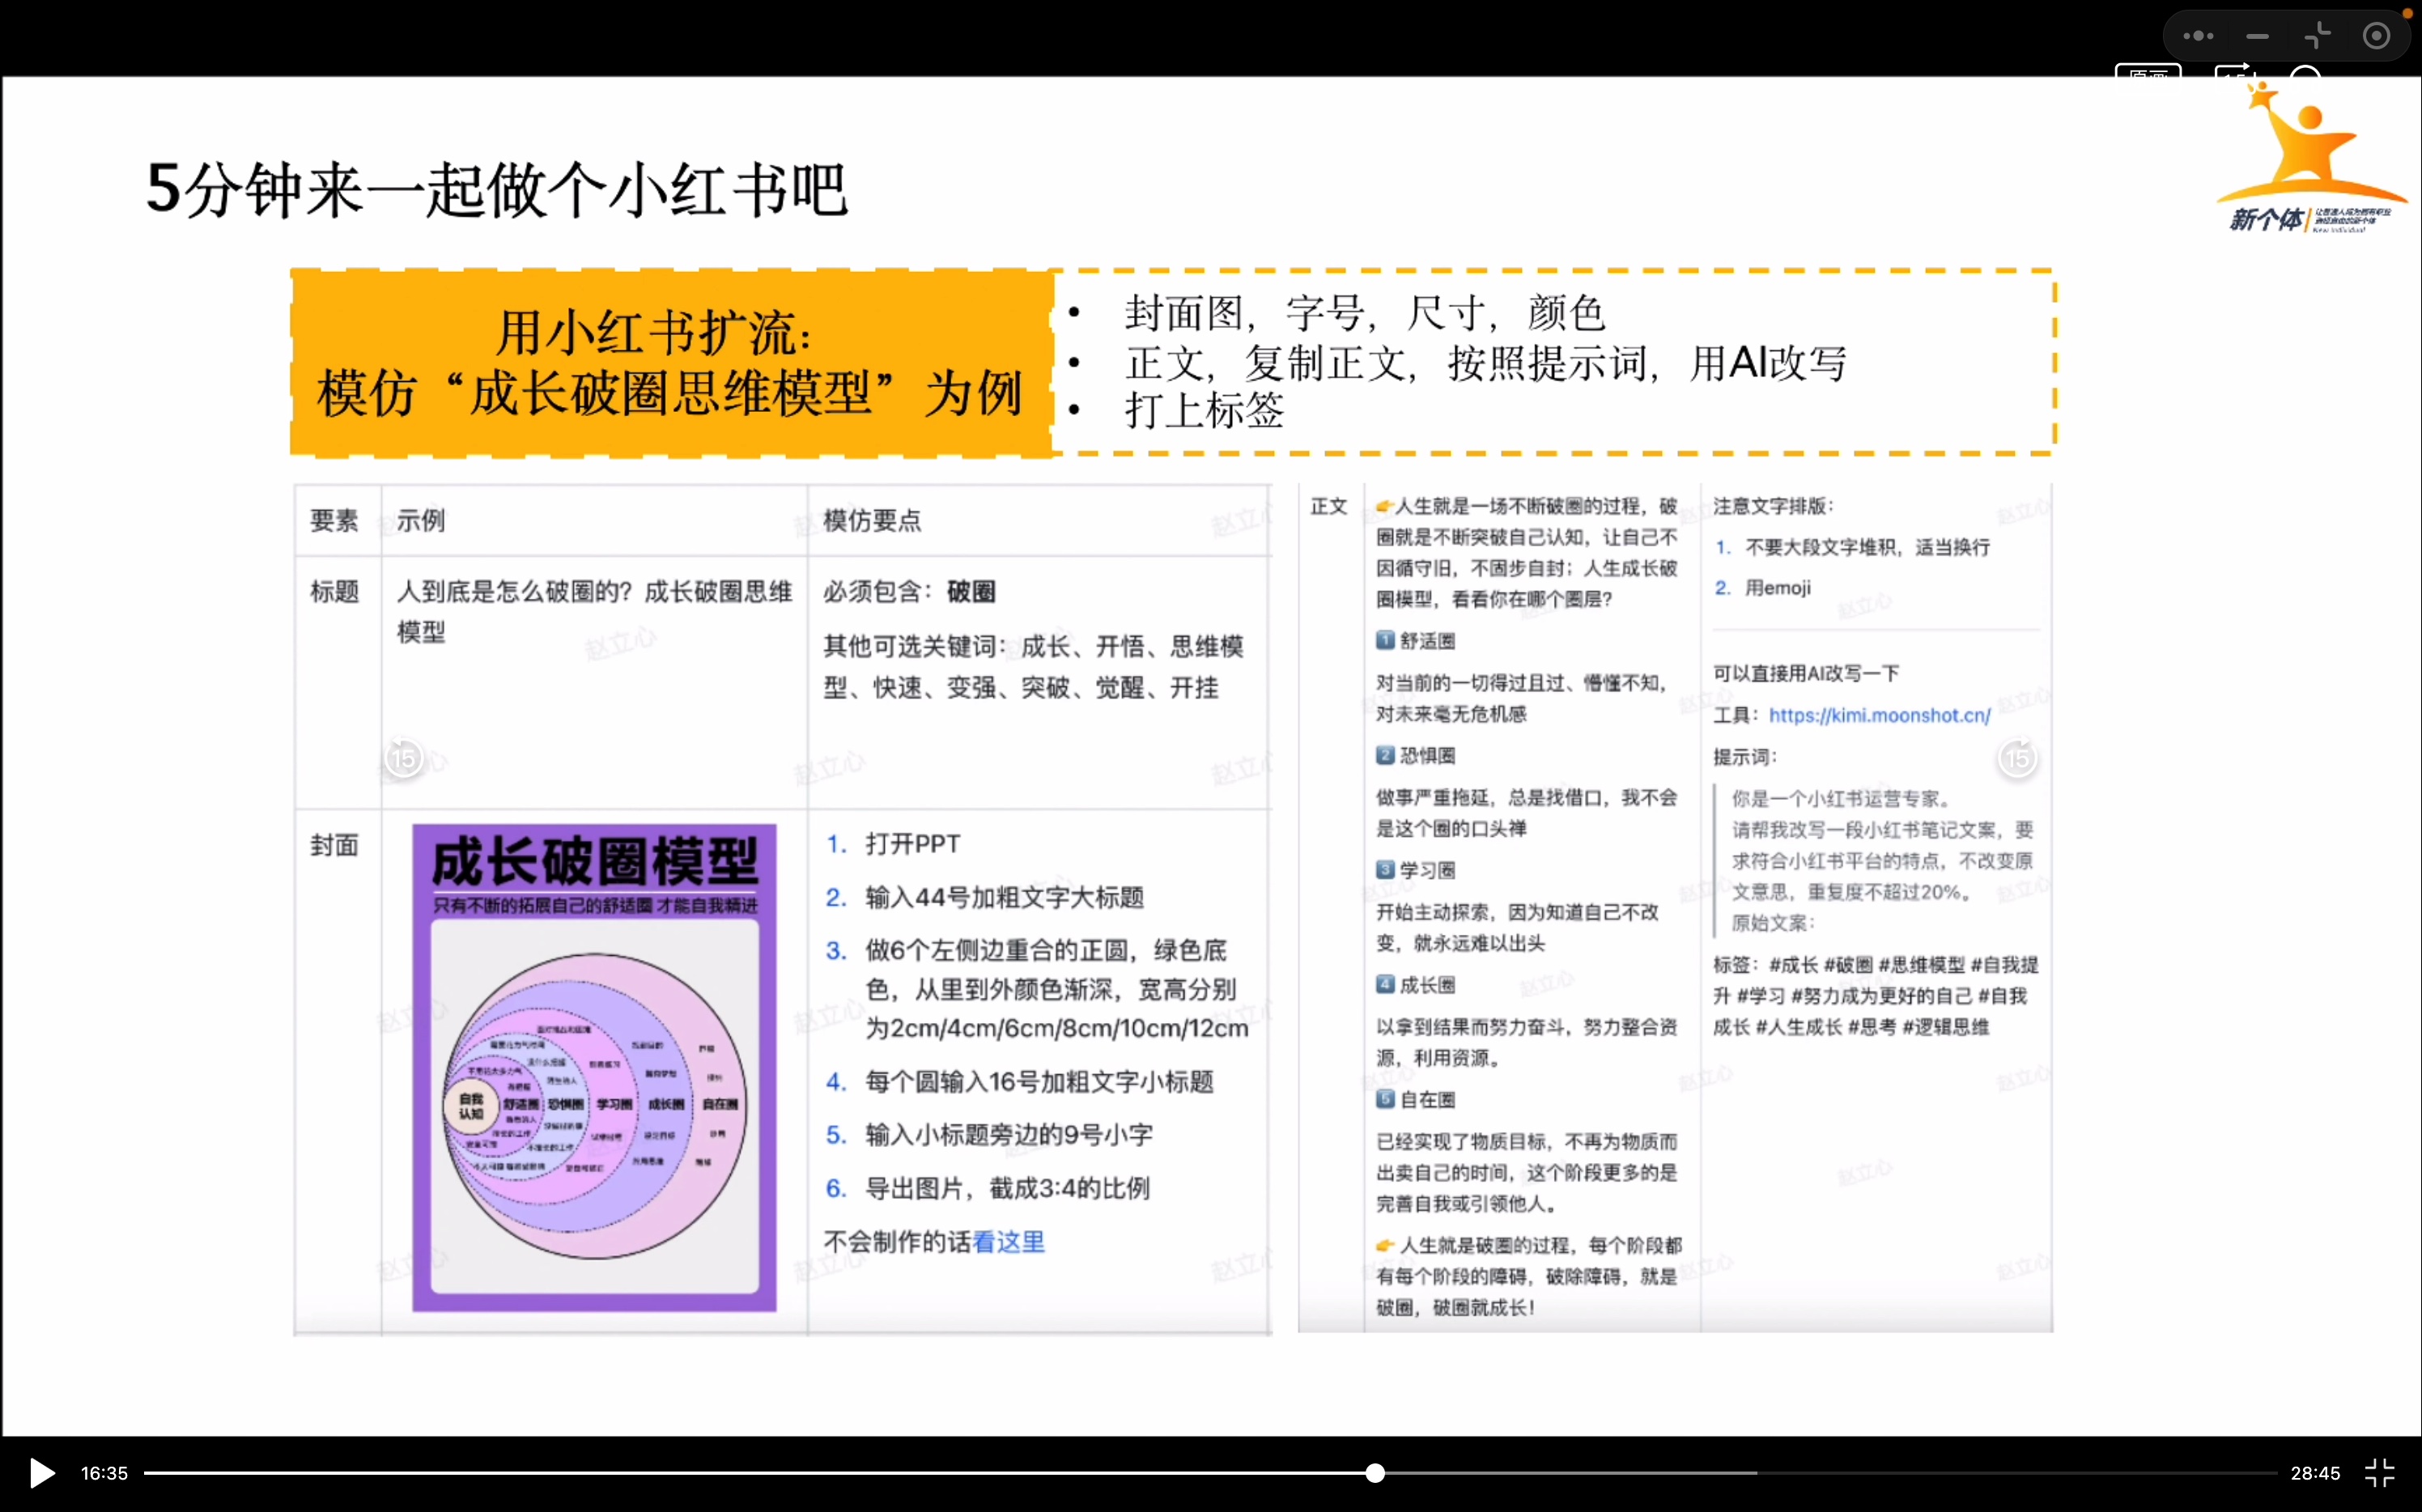 5分钟来一起做个小红书吧
新个体
用小红书扩流：
模仿“成长破圈思维模型”为例
• 封面图，字号，尺寸，颜色
• 正文，复制正文，按照提示词，用AI改写
• 打上标签
要素
示例
模仿要点
标题
人到底是怎么破圈的？成长破圈思维
模型
必须包含：破圈
其他可选关键词：成长、开悟、思维模
型、快速、变强、突破、觉醒、开挂
封面
成长破圈模型
只有不断的拓展自己的舒适圈 才能自我精进
自我
认知
舒适圈
恐惧圈
学习圈
成长圈
自在圈
1. 打开PPT
2. 输入44号加粗文字大标题
3. 做6个左侧边重合的正圆，绿色底
色，从里到外颜色渐深，宽高分别
为2cm/4cm/6cm/8cm/10cm/12cm
4. 每个圆输入16号加粗文字小标题
5. 输入小标题旁边的9号小字
6. 导出图片，截成3:4的比例
不会制作的话看这里
正文
👉人生就是一场不断破圈的过程，破
圈就是不断突破自己认知，让自己不
因循守旧，不固步自封；人生成长破
圈模型，看看你在哪个圈层？
1️⃣ 舒适圈
对当前的一切得过且过、懵懂不知，
对未来毫无危机感
2️⃣ 恐惧圈
做事严重拖延，总是找借口，我不会
是这个圈的口头禅
3️⃣ 学习圈
开始主动探索，因为知道自己不改
变，就永远难以出头
4️⃣ 成长圈
以拿到结果而努力奋斗，努力整合资
源，利用资源。
5️⃣ 自在圈
已经实现了物质目标，不再为物质而
出卖自己的时间，这个阶段更多的是
完善自我或引领他人。
👉 人生就是破圈的过程，每个阶段都
有每个阶段的障碍，破除障碍，就是
破圈，破圈就成长！
注意文字排版：
1. 不要大段文字堆积，适当换行
2. 用emoji
可以直接用AI改写一下
工具：https://kimi.moonshot.cn/
提示词：
你是一个小红书运营专家。
请帮我改写一段小红书笔记文案，要
求符合小红书平台的特点，不改变原
文意思，重复度不超过20%。
原始文案：
标签：#成长 #破圈 #思维模型 #自我提
升 #学习 #努力成为更好的自己 #自我
成长 #人生成长 #思考 #逻辑思维
赵立心
15
15
16:35
28:45